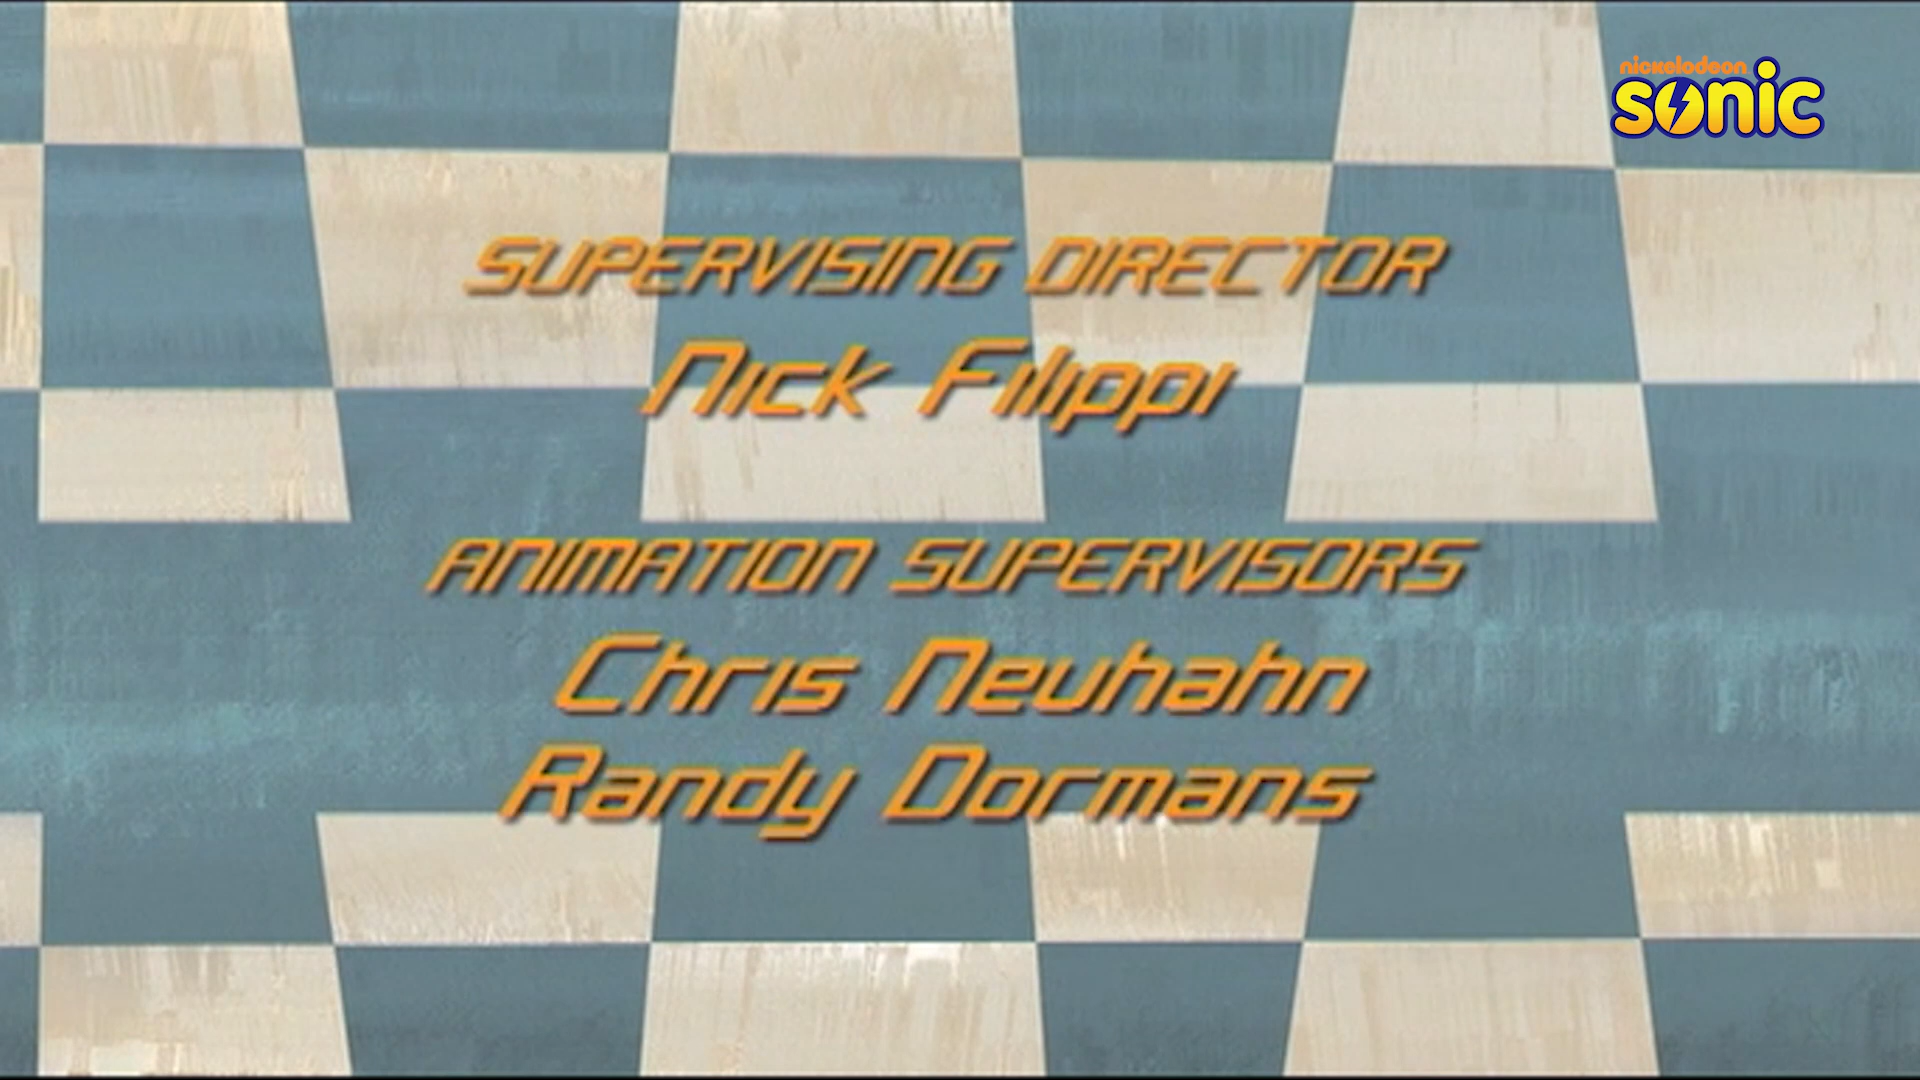 nickelodeon
sonic
SUPERVISING DIRECTOR
Nick Filippi
ANIMATION SUPERVISORS
Chris Neuhahn
Randy Dormans